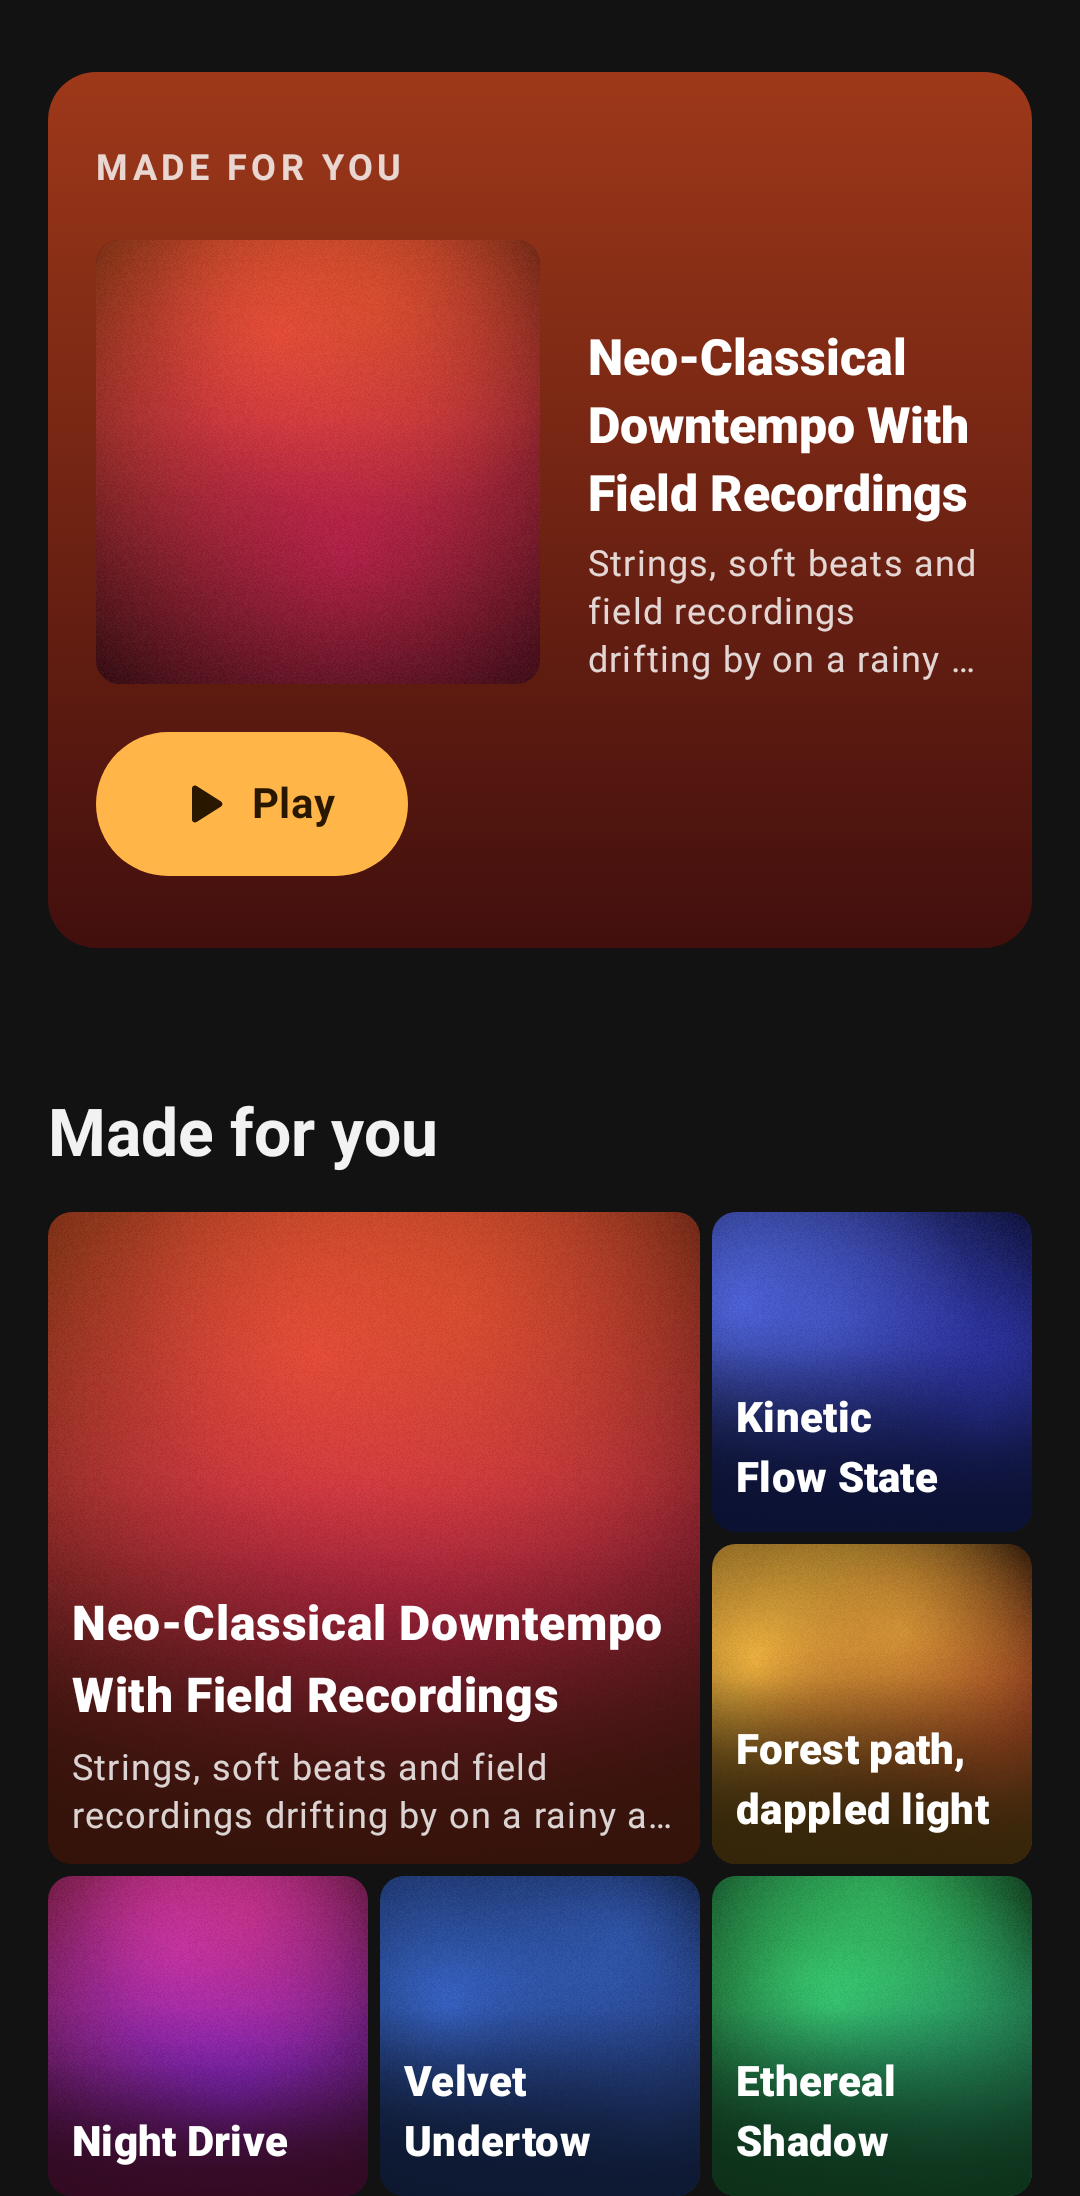 MADE FOR YOU
Neo-Classical
Downtempo With
Field Recordings
Strings, soft beats and
field recordings
drifting by on a rainy …
Play
Made for you
Neo-Classical Downtempo
With Field Recordings
Strings, soft beats and field
recordings drifting by on a rainy a…
Kinetic
Flow State
Forest path,
dappled light
Night Drive
Velvet
Undertow
Ethereal
Shadow